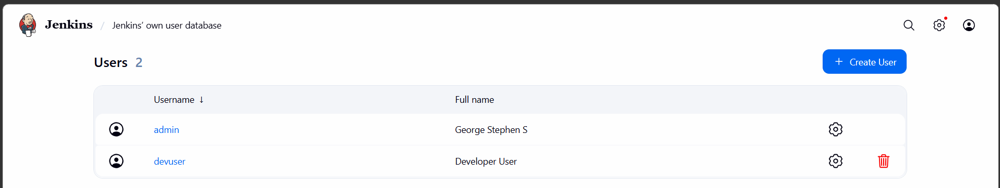 Jenkins / Jenkins’ own user database
Users 2
+ Create User
Username ↓ Full name
admin George Stephen S
devuser Developer User